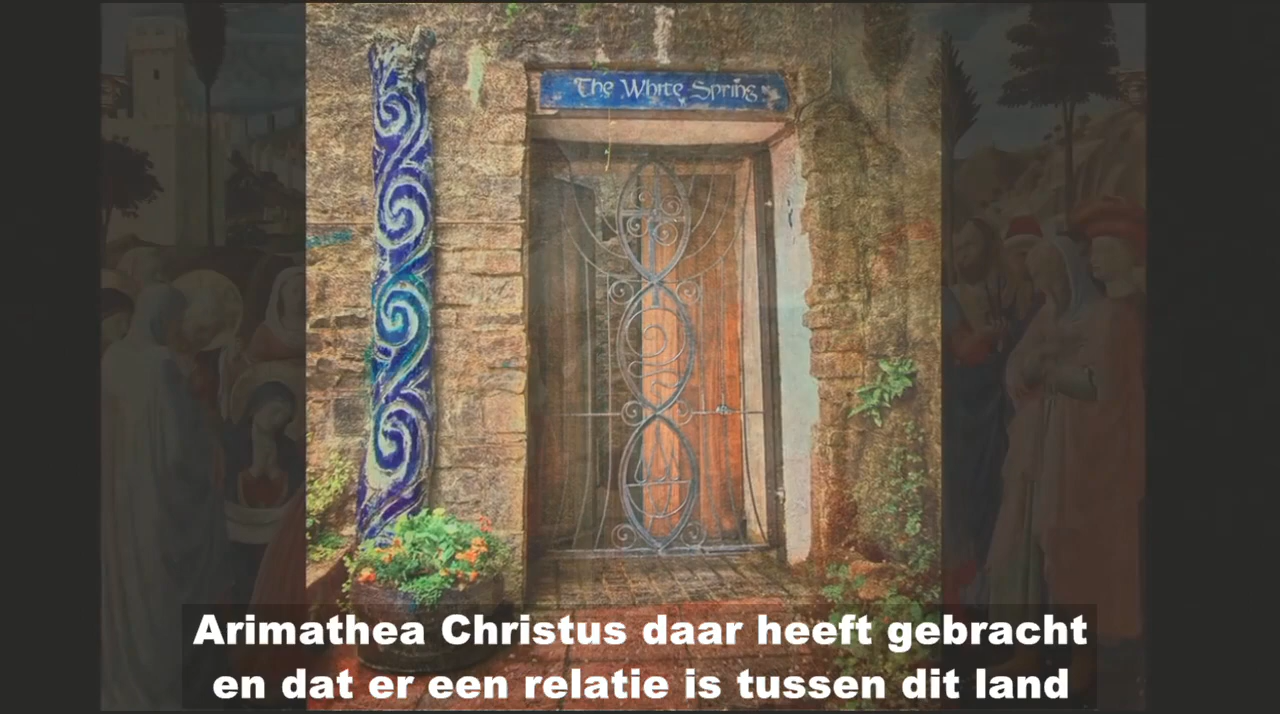 The White Spring
Arimathea Christus daar heeft gebracht
en dat er een relatie is tussen dit land